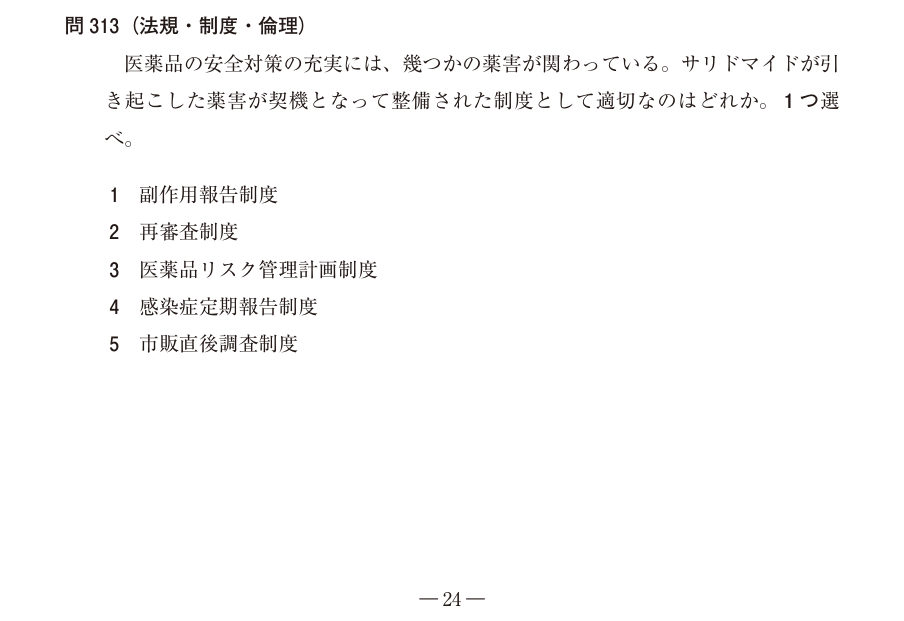 問 313（法規・制度・倫理）
医薬品の安全対策の充実には、幾つかの薬害が関わっている。サリドマイドが引
き起こした薬害が契機となって整備された制度として適切なのはどれか。１つ選
べ。
1 副作用報告制度
2 再審査制度
3 医薬品リスク管理計画制度
4 感染症定期報告制度
5 市販直後調査制度
― 24 ―